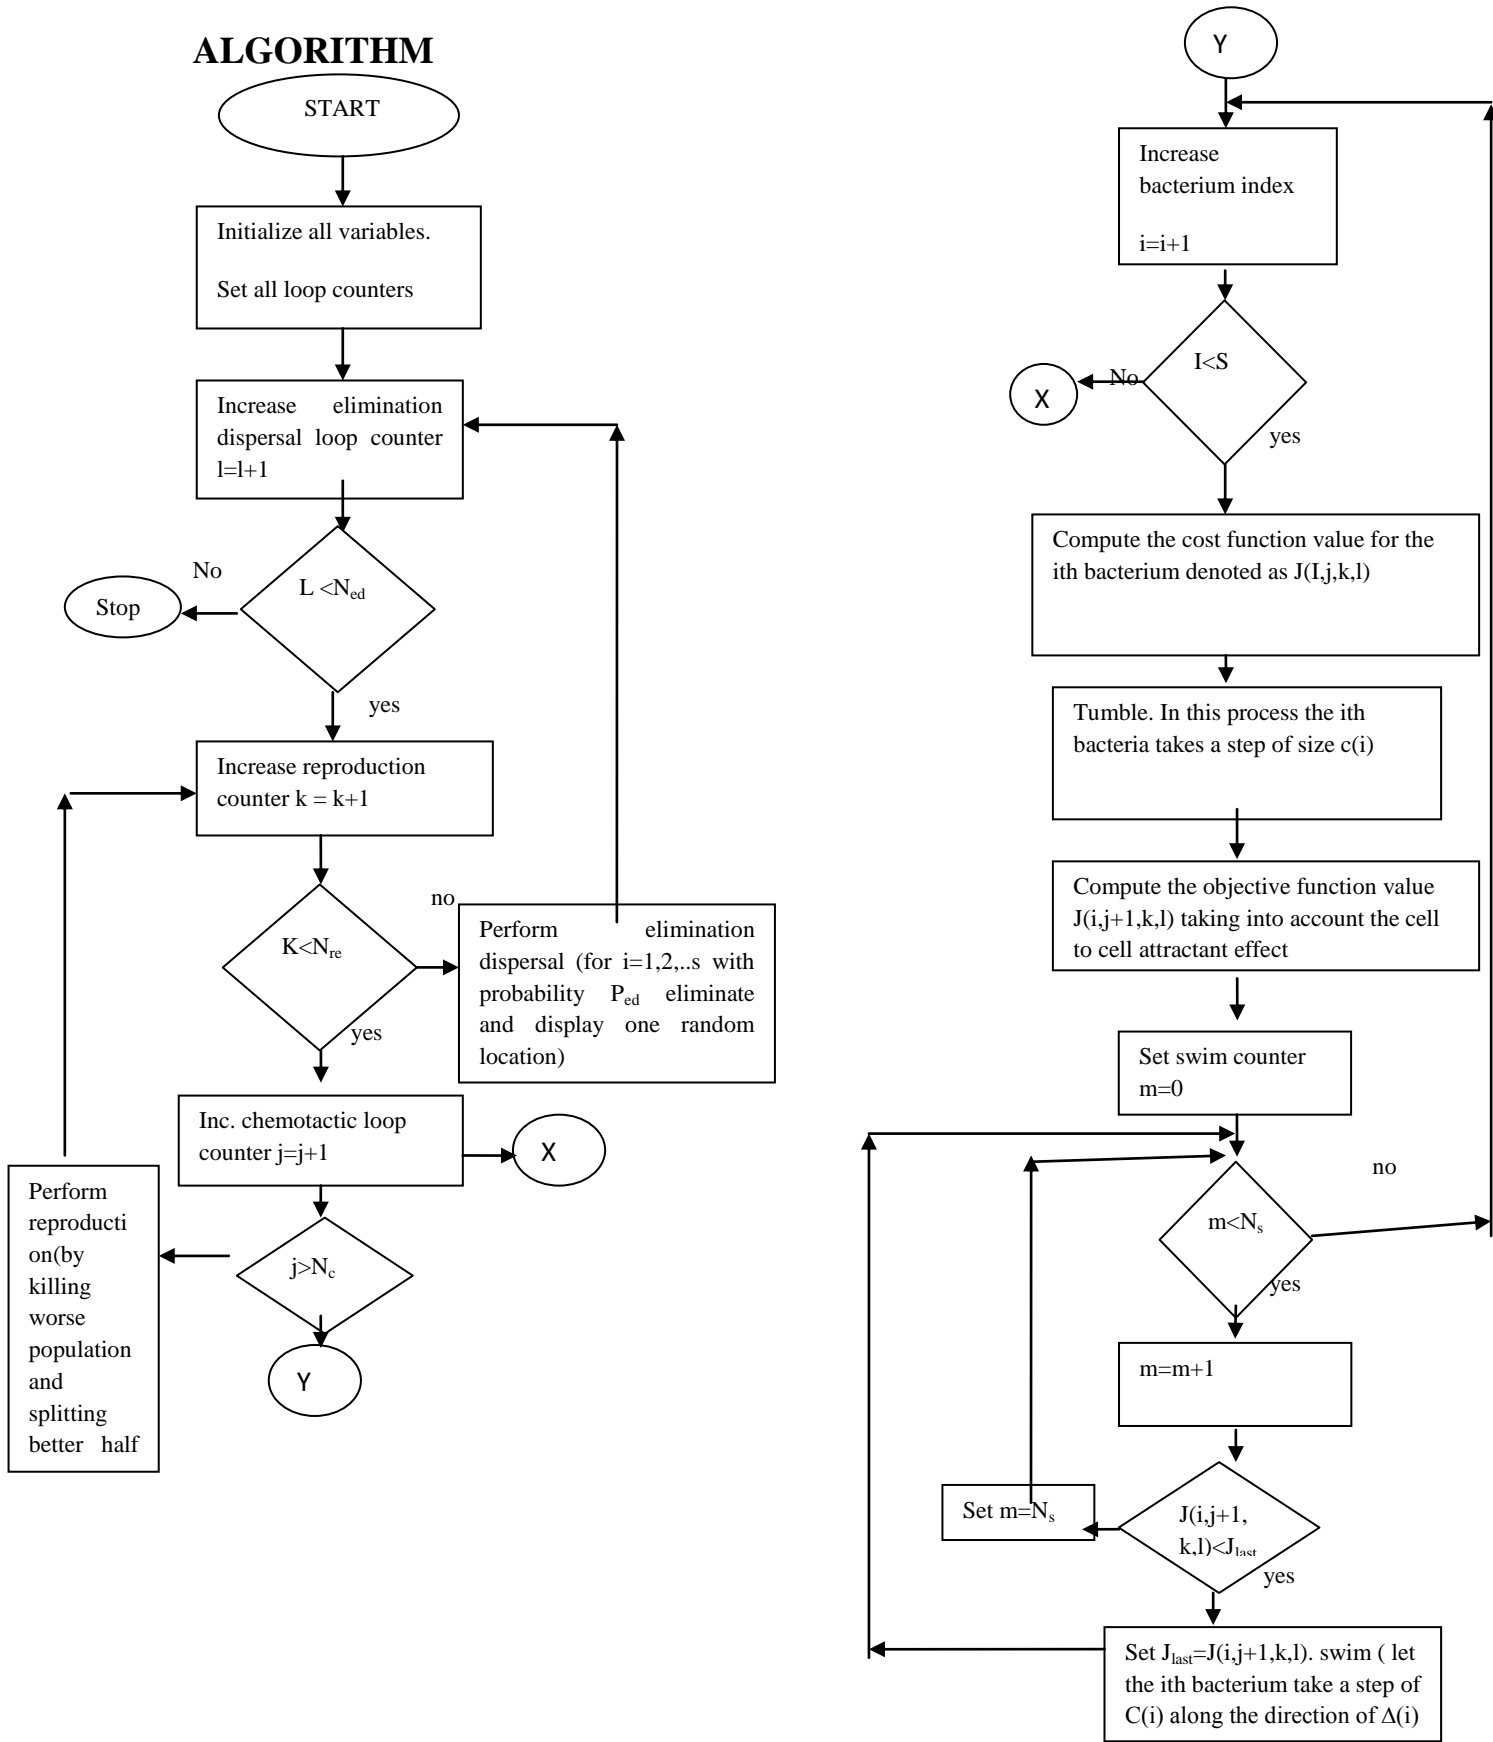 ALGORITHM
START
Initialize all variables.
Set all loop counters
Increase elimination
dispersal loop counter
l=l+1
No
L <Ned
Stop
yes
Increase reproduction
counter k = k+1
no
K<Nre
yes
Perform elimination
dispersal (for i=1,2,..s with
probability Ped eliminate
and display one random
location)
Inc. chemotactic loop
counter j=j+1
X
Perform
reproducti
on(by
killing
worse
population
and
splitting
better half
j>Nc
Y
Y
Increase
bacterium index
i=i+1
I<S
No
X
yes
Compute the cost function value for the
ith bacterium denoted as J(I,j,k,l)
Tumble. In this process the ith
bacteria takes a step of size c(i)
Compute the objective function value
J(i,j+1,k,l) taking into account the cell
to cell attractant effect
Set swim counter
m=0
no
m<Ns
yes
m=m+1
Set m=Ns
J(i,j+1,
k,l)<Jlast
yes
Set Jlast=J(i,j+1,k,l). swim ( let
the ith bacterium take a step of
C(i) along the direction of Δ(i)